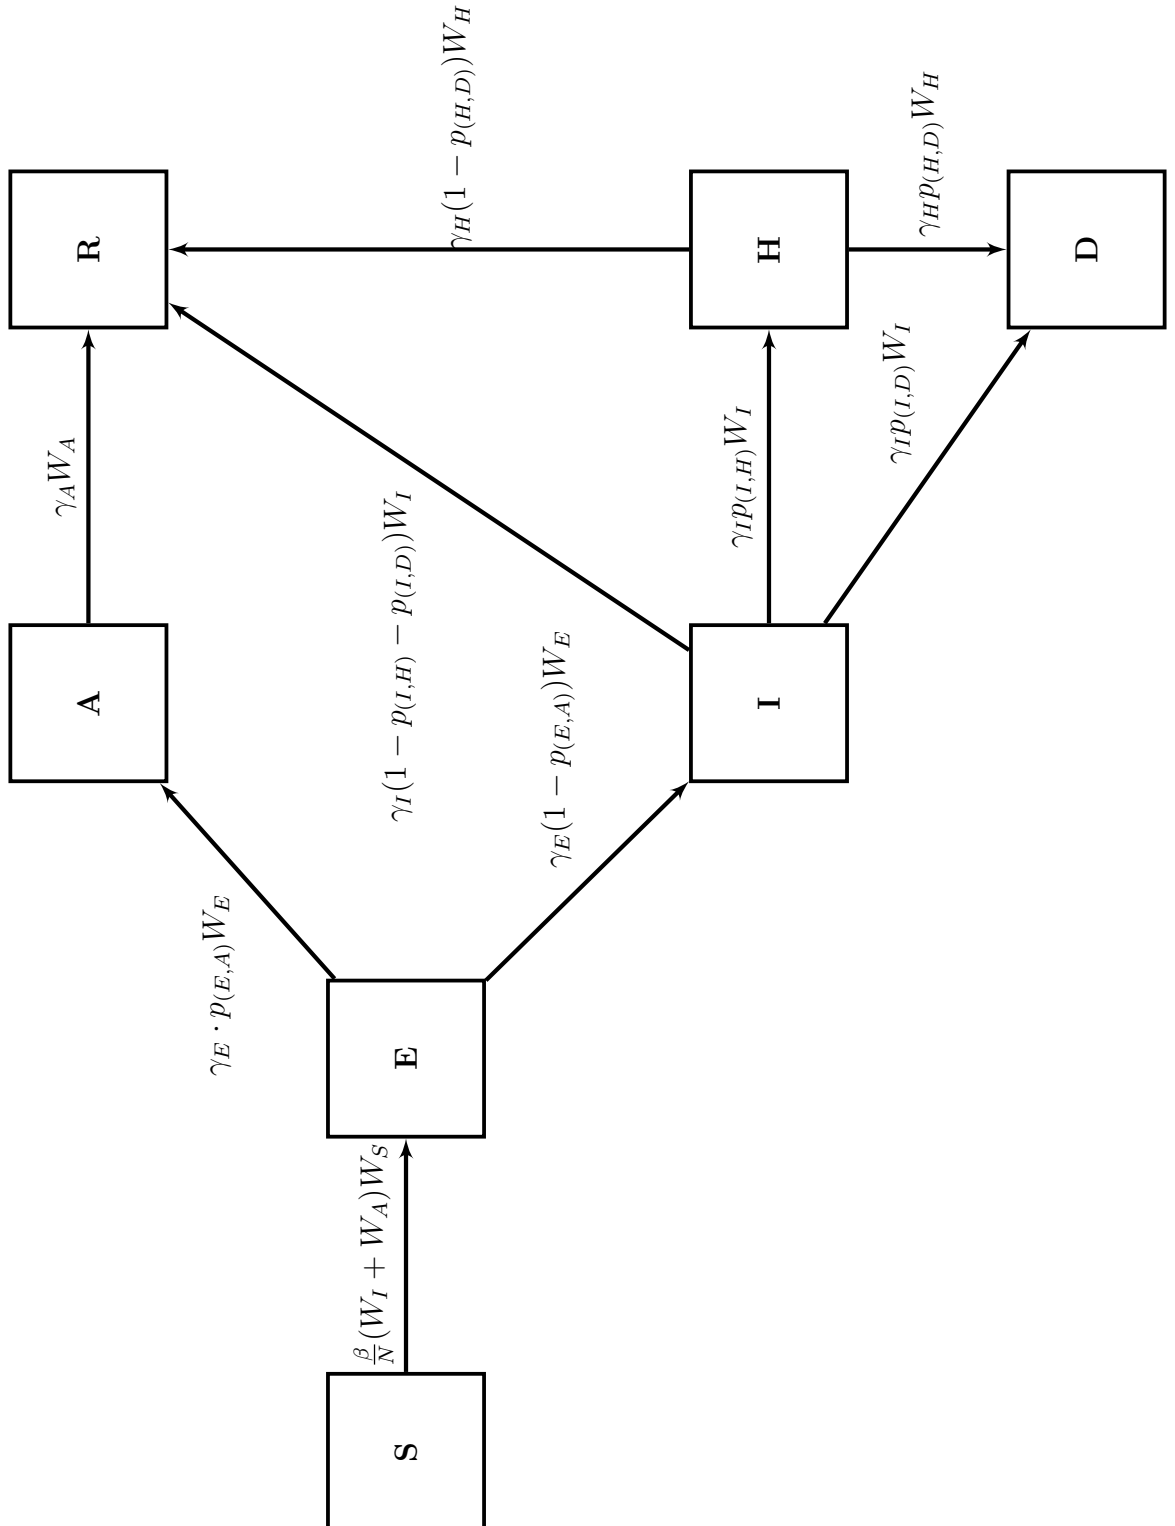 A
γ_A W_A
R
γ_E · p_{(E,A)} W_E
γ_I(1 − p_{(I,H)} − p_{(I,D)})W_I
γ_H(1 − p_{(H,D)})W_H
S
\frac{β}{N}(W_I + W_A)W_S
E
γ_E(1 − p_{(E,A)})W_E
I
γ_I p_{(I,H)} W_I
H
γ_I p_{(I,D)} W_I
γ_H p_{(H,D)} W_H
D